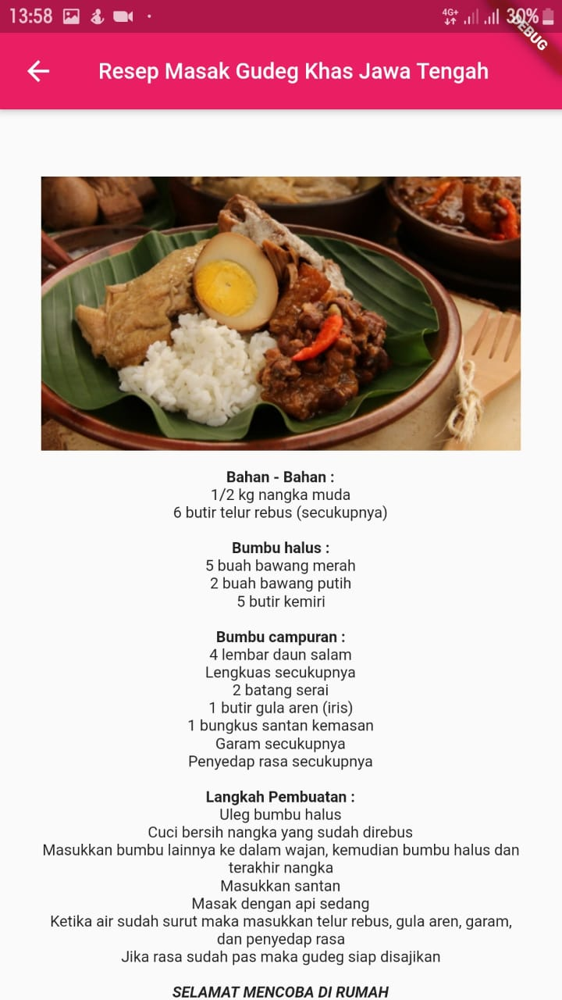 13:58
4G+
30%
DEBUG
Resep Masak Gudeg Khas Jawa Tengah
Bahan - Bahan :
1/2 kg nangka muda
6 butir telur rebus (secukupnya)
Bumbu halus :
5 buah bawang merah
2 buah bawang putih
5 butir kemiri
Bumbu campuran :
4 lembar daun salam
Lengkuas secukupnya
2 batang serai
1 butir gula aren (iris)
1 bungkus santan kemasan
Garam secukupnya
Penyedap rasa secukupnya
Langkah Pembuatan :
Uleg bumbu halus
Cuci bersih nangka yang sudah direbus
Masukkan bumbu lainnya ke dalam wajan, kemudian bumbu halus dan
terakhir nangka
Masukkan santan
Masak dengan api sedang
Ketika air sudah surut maka masukkan telur rebus, gula aren, garam,
dan penyedap rasa
Jika rasa sudah pas maka gudeg siap disajikan
SELAMAT MENCOBA DI RUMAH